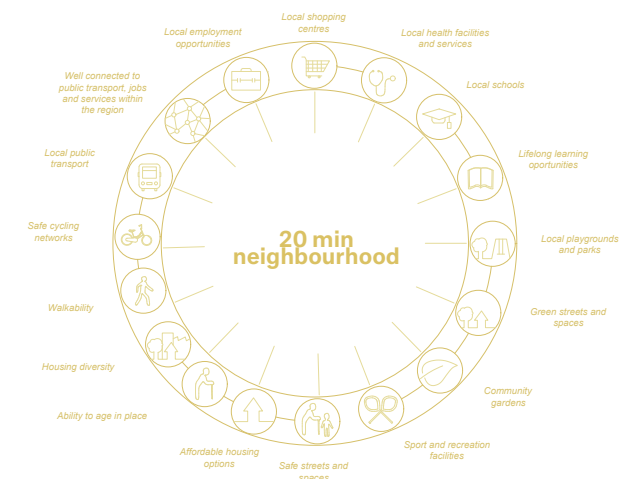 Local shopping
centres
Local health facilities
and services
Local schools
Lifelong learning
oportunities
Local playgrounds
and parks
Green streets and
spaces
Community
gardens
Sport and recreation
facilities
Safe streets and
spaces
Affordable housing
options
Ability to age in place
Housing diversity
Walkability
Safe cycling
networks
Local public
transport
Well connected to
public transport, jobs
and services within
the region
Local employment
opportunities
20 min
neighbourhood